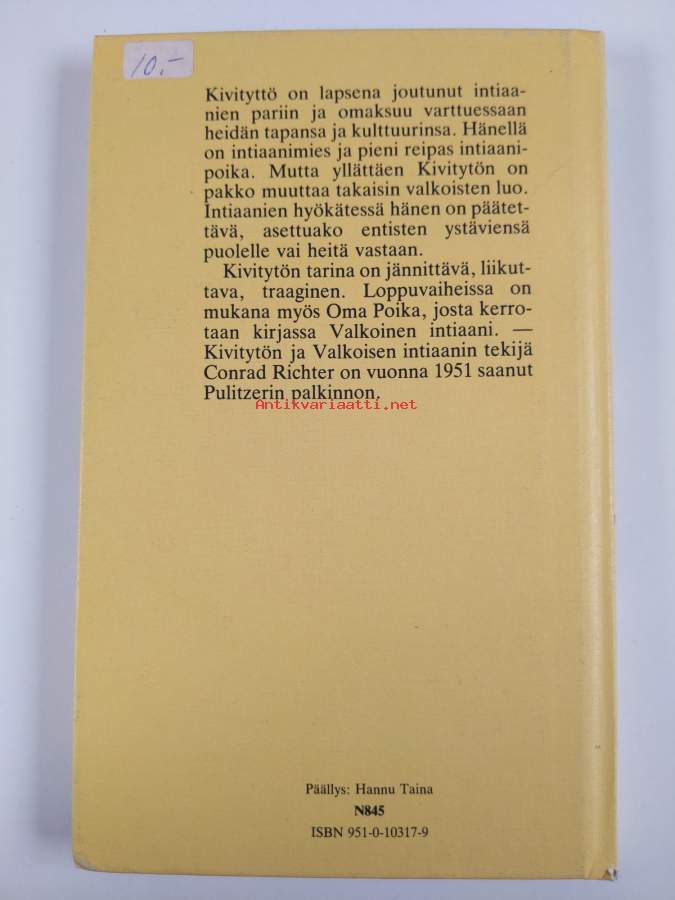 10.-
Kivityttö on lapsena joutunut intiaa-
nien pariin ja omaksuu varttuessaan
heidän tapansa ja kulttuurinsa. Hänellä
on intiaanimies ja pieni reipas intiaani-
poika. Mutta yllättäen Kivitytön on
pakko muuttaa takaisin valkoisten luo.
Intiaanien hyökätessä hänen on päätet-
tävä, asettuako entisten ystäviensä
puolelle vai heitä vastaan.
Kivitytön tarina on jännittävä, liikut-
tava, traaginen. Loppuvaiheissa on
mukana myös Oma Poika, josta kerro-
taan kirjassa Valkoinen intiaani. —
Kivitytön ja Valkoisen intiaanin tekijä
Conrad Richter on vuonna 1951 saanut
Pulitzerin palkinnon.
Antikvariaatti.net
Päällys: Hannu Taina
N845
ISBN 951-0-10317-9